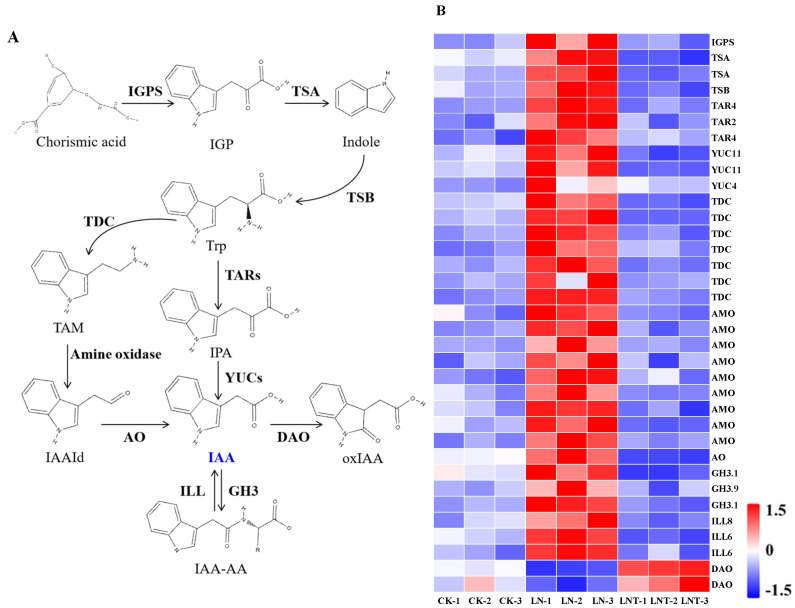 A
IGPS
TSA
Chorismic acid
IGP
Indole
TSB
TDC
Trp
TARs
TAM
IPA
Amine oxidase
YUCs
IAAId
AO
IAA
DAO
oxIAA
ILL
GH3
IAA-AA
B
IGPS
TSA
TSA
TSB
TAR4
TAR2
TAR4
YUC11
YUC11
YUC4
TDC
TDC
TDC
TDC
TDC
TDC
TDC
AMO
AMO
AMO
AMO
AMO
AMO
AMO
AMO
AMO
AO
GH3.1
GH3.9
GH3.1
ILL8
ILL6
ILL6
DAO
DAO
CK-1 CK-2 CK-3 LN-1 LN-2 LN-3 LNT-1 LNT-2 LNT-3
1.5
0
-1.5